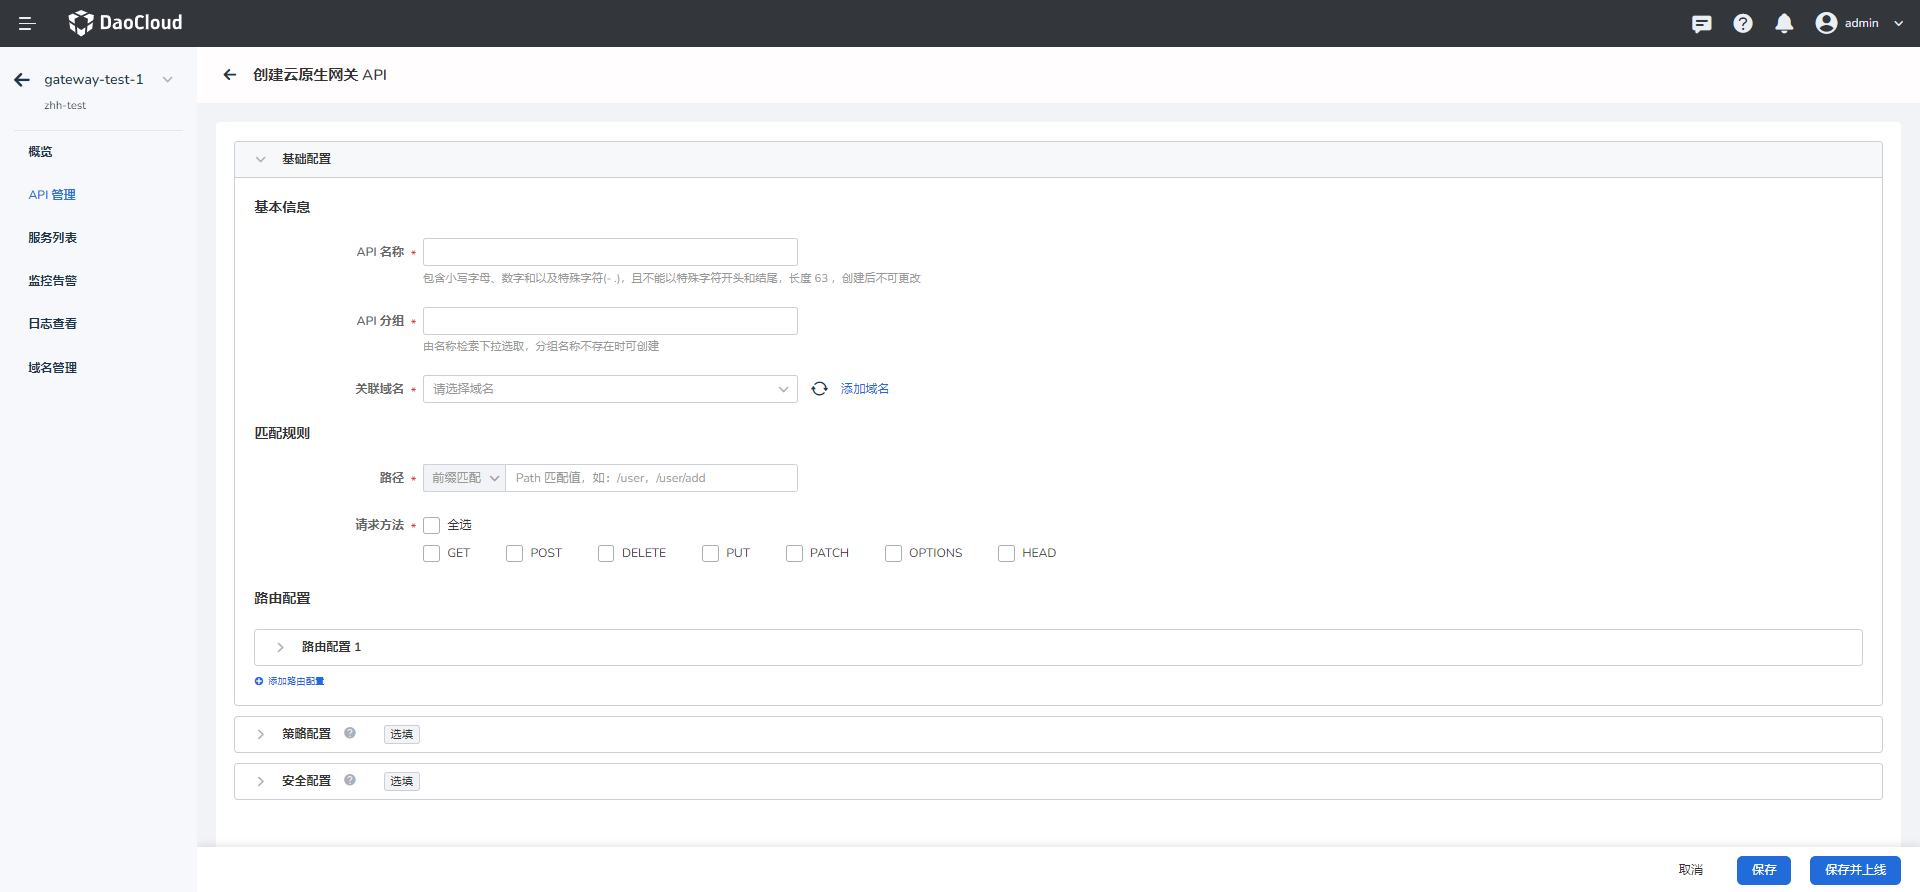 DaoCloud
admin
gateway-test-1
zhh-test
概览
API 管理
服务列表
监控告警
日志查看
域名管理
创建云原生网关 API
基础配置
基本信息
API 名称 *
包含小写字母、数字和以及特殊字符(- .)，且不能以特殊字符开头和结尾，长度 63 ，创建后不可更改
API 分组 *
由名称检索下拉选取，分组名称不存在时可创建
关联域名 * 请选择域名 添加域名
匹配规则
路径 * 前缀匹配 Path 匹配值，如：/user，/user/add
请求方法 * 全选
GET POST DELETE PUT PATCH OPTIONS HEAD
路由配置
路由配置 1
添加路由配置
策略配置 ? 选填
安全配置 ? 选填
取消 保存 保存并上线